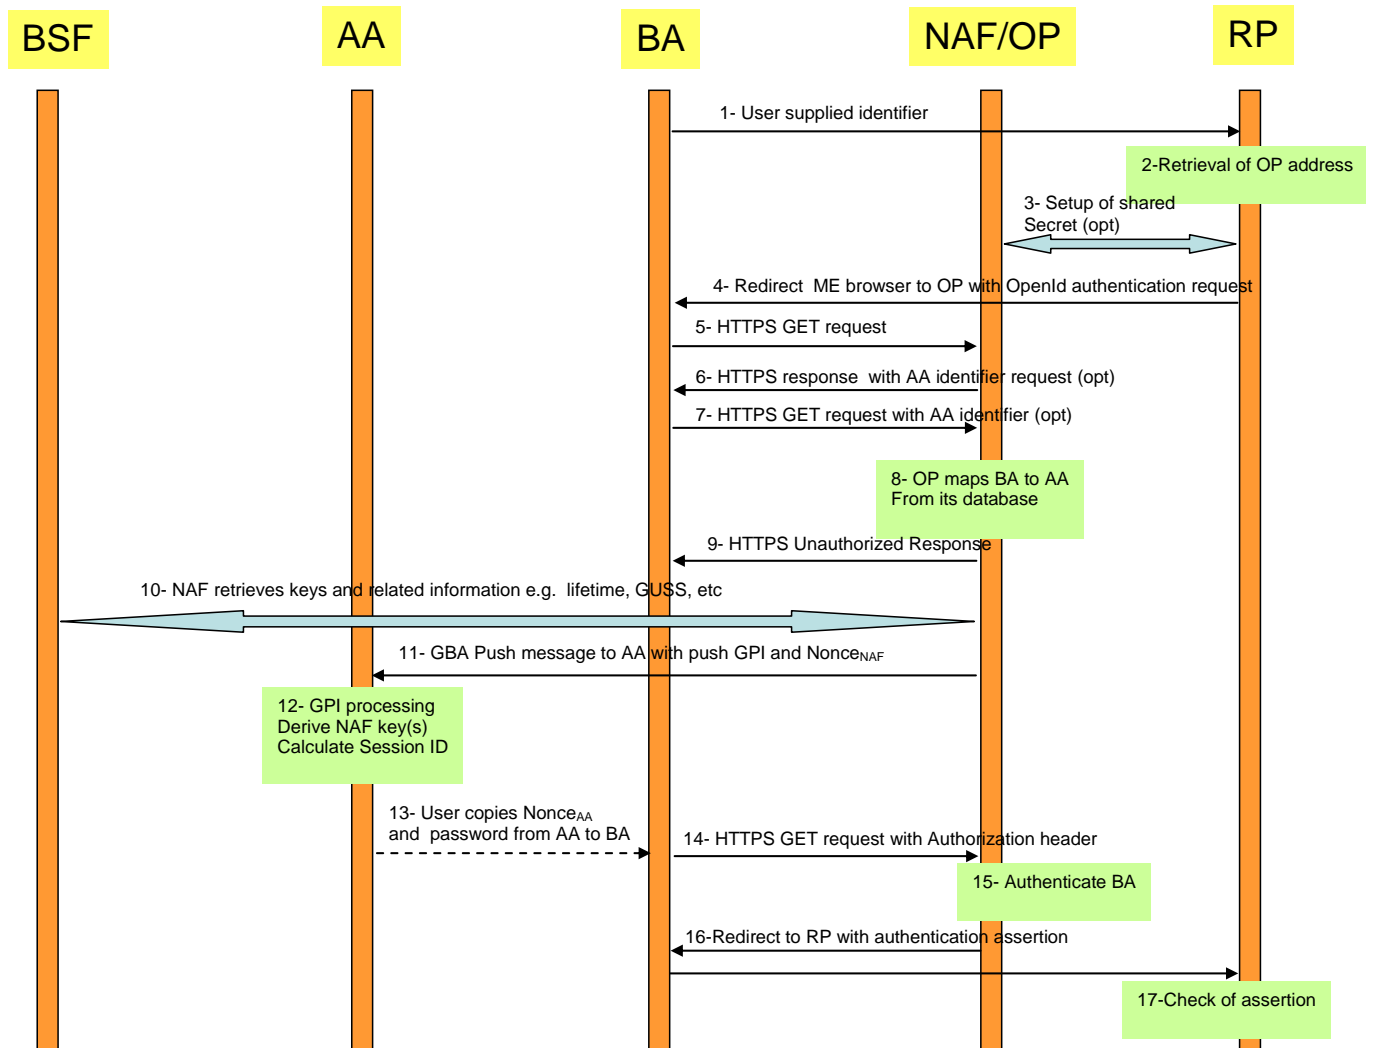 BSF
AA
BA
NAF/OP
RP
1- User supplied identifier
2-Retrieval of OP address
3- Setup of shared
Secret (opt)
4- Redirect  ME browser to OP with OpenId authentication request
5- HTTPS GET request
6- HTTPS response  with AA identifier request (opt)
7- HTTPS GET request with AA identifier (opt)
8- OP maps BA to AA
From its database
9- HTTPS Unauthorized Response
10- NAF retrieves keys and related information e.g.  lifetime, GUSS, etc
11- GBA Push message to AA with push GPI and NonceNAF
12- GPI processing
Derive NAF key(s)
Calculate Session ID
13- User copies NonceAA
and  password from AA to BA
14- HTTPS GET request with Authorization header
15- Authenticate BA
16-Redirect to RP with authentication assertion
17-Check of assertion